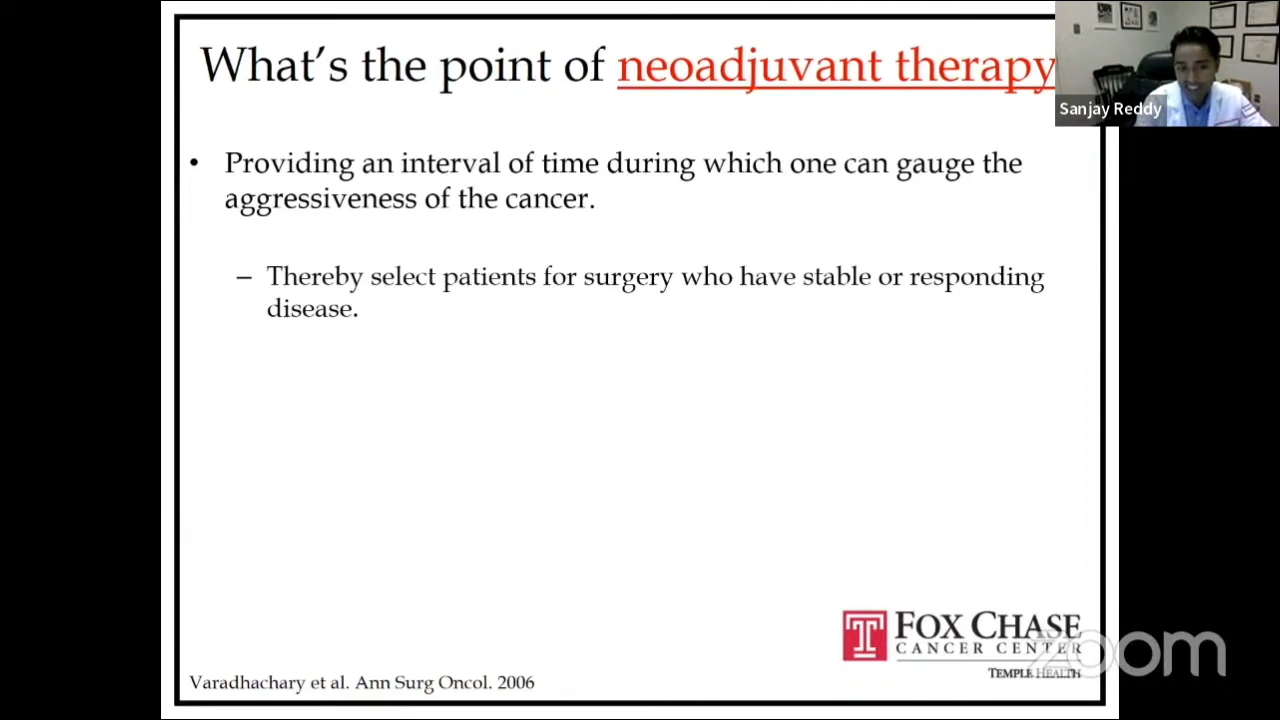 What's the point of neoadjuvant therapy
Sanjay Reddy
• Providing an interval of time during which one can gauge the
aggressiveness of the cancer.
– Thereby select patients for surgery who have stable or responding
disease.
FOX CHASE
CANCER CENTER
TEMPLE HEALTH
zoom
Varadhachary et al. Ann Surg Oncol. 2006